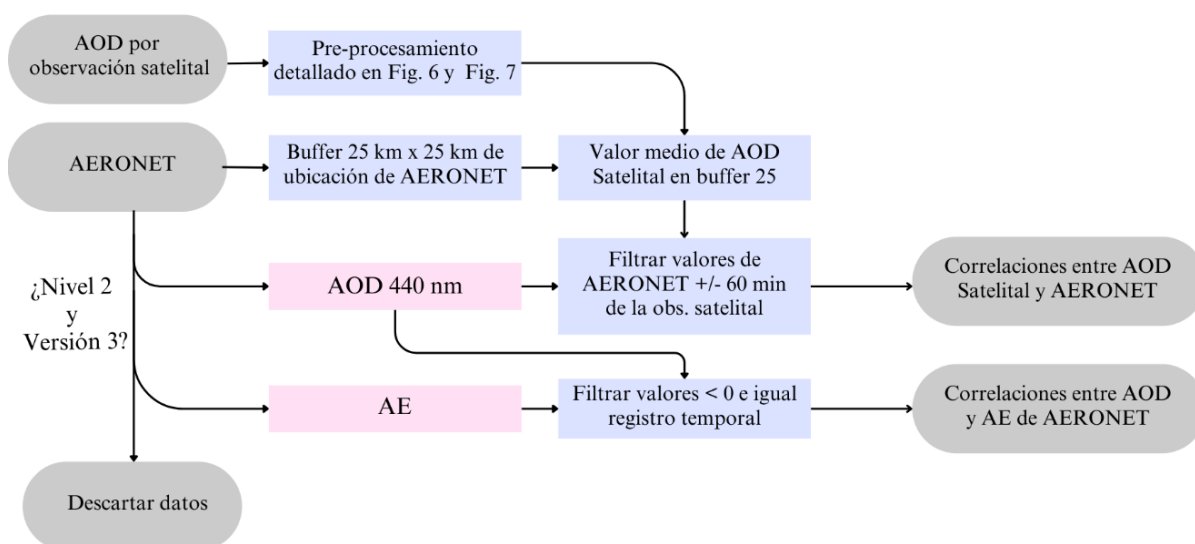 AOD por
observación satelital
Pre-procesamiento
detallado en Fig. 6 y Fig. 7
AERONET
Buffer 25 km x 25 km de
ubicación de AERONET
Valor medio de AOD
Satelital en buffer 25
¿Nivel 2
y
Versión 3?
AOD 440 nm
Filtrar valores de
AERONET +/- 60 min
de la obs. satelital
Correlaciones entre AOD
Satelital y AERONET
AE
Filtrar valores < 0 e igual
registro temporal
Correlaciones entre AOD
y AE de AERONET
Descartar datos